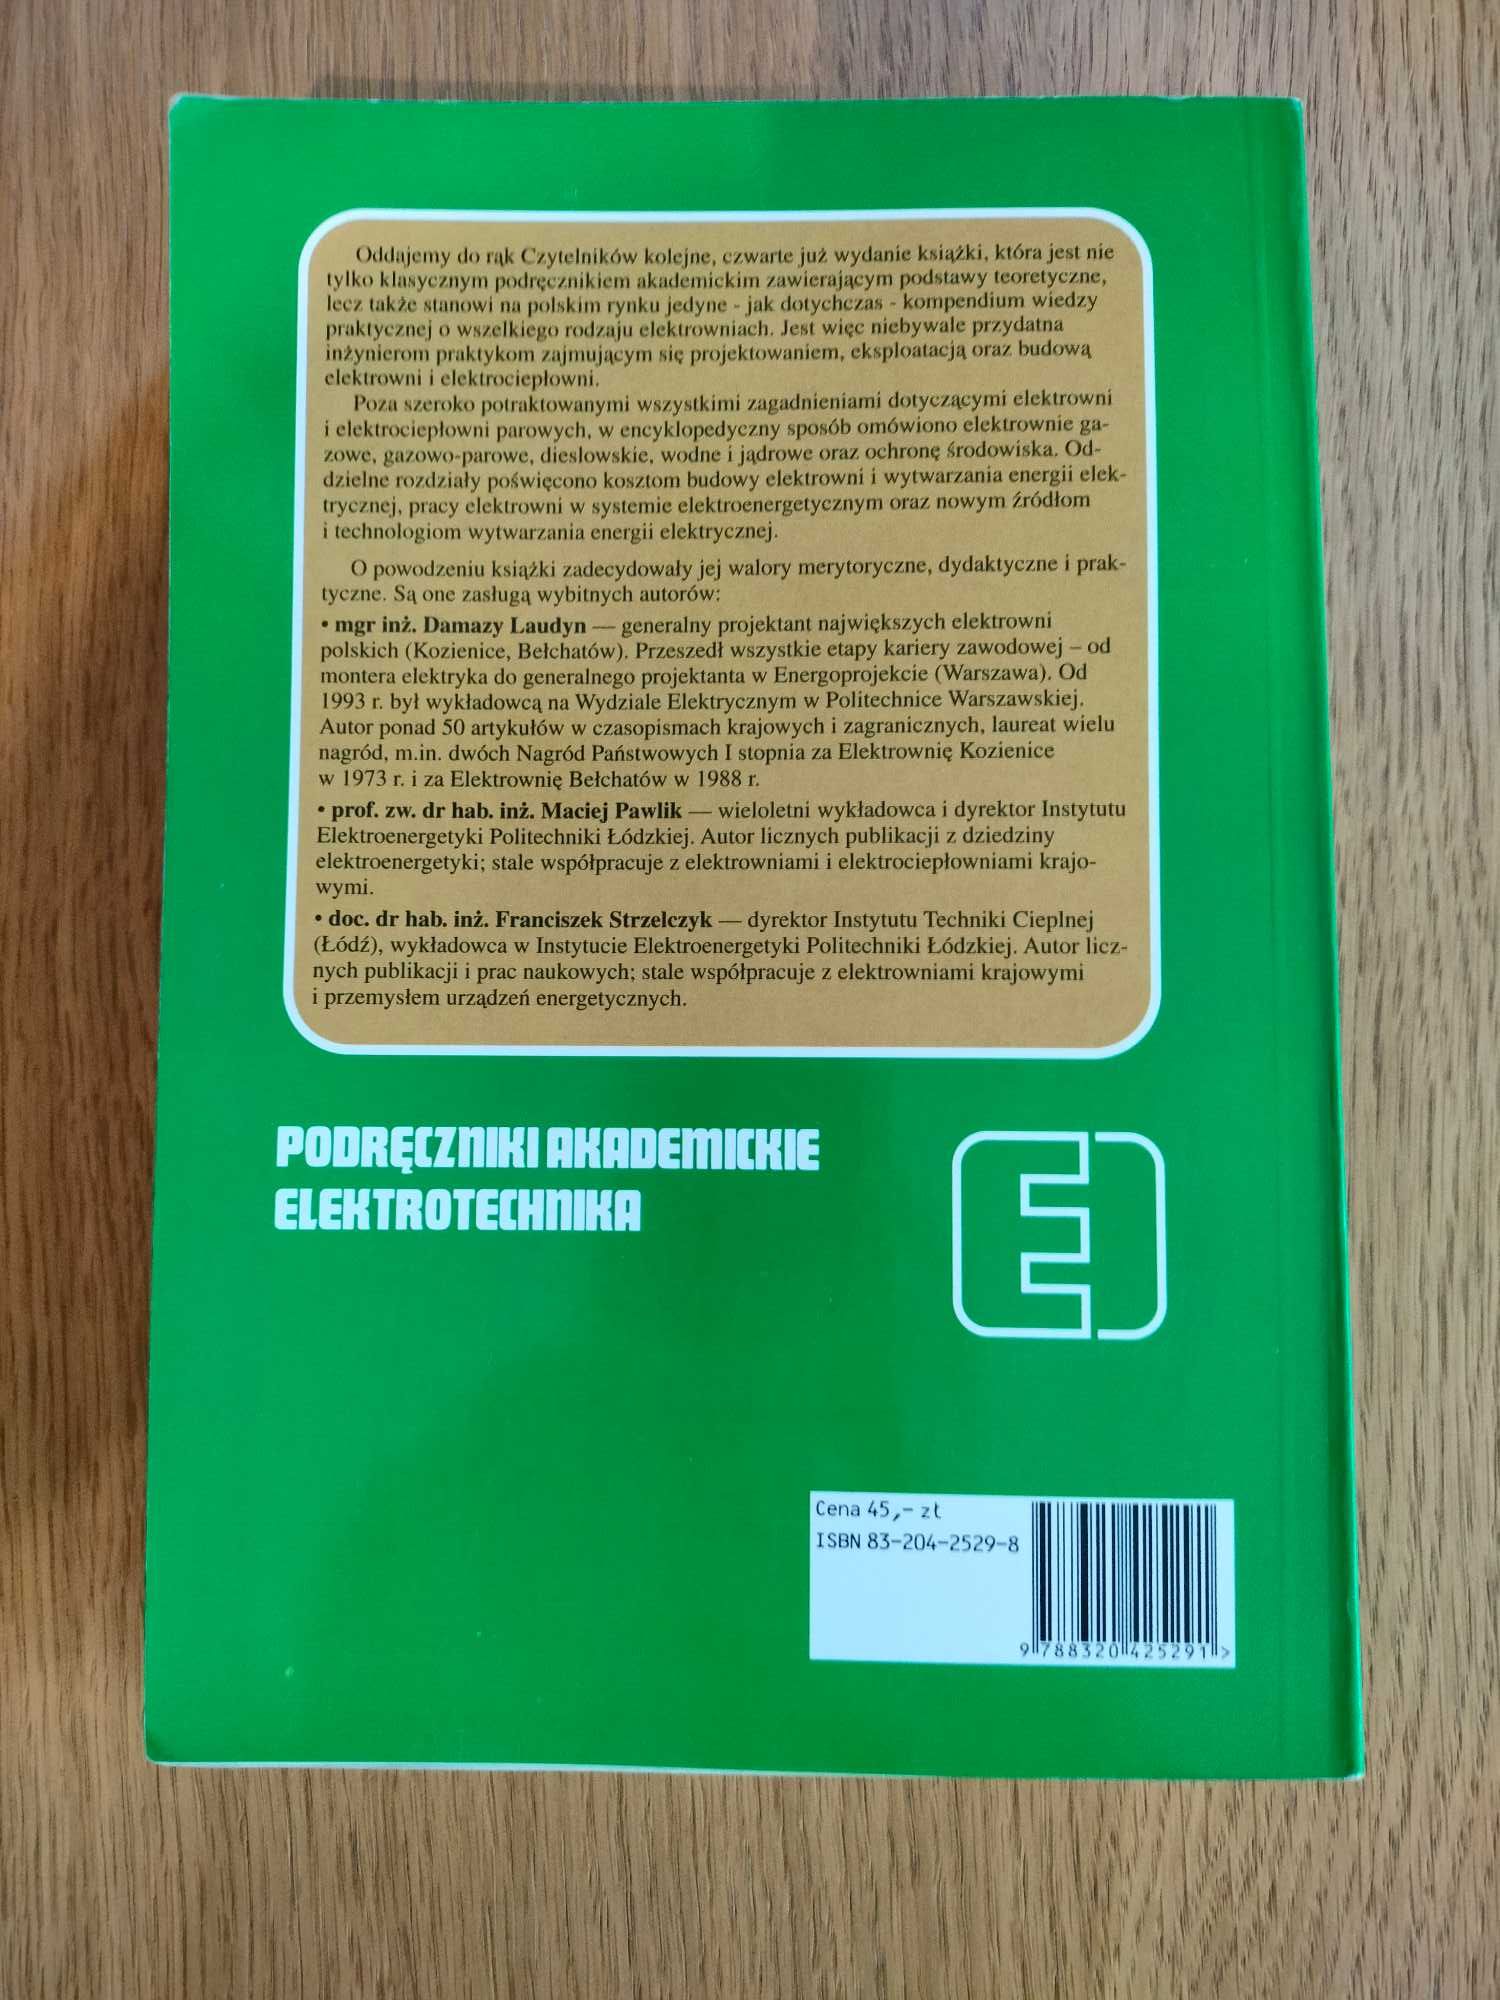 Oddajemy do rąk Czytelników kolejne, czwarte już wydanie książki, która jest nie
tylko klasycznym podręcznikiem akademickim zawierającym podstawy teoretyczne,
lecz także stanowi na polskim rynku jedyne - jak dotychczas - kompendium wiedzy
praktycznej o wszelkiego rodzaju elektrowniach. Jest więc niebywale przydatna
inżynierom praktykom zajmującym się projektowaniem, eksploatacją oraz budową
elektrowni i elektrociepłowni.
Poza szeroko potraktowanymi wszystkimi zagadnieniami dotyczącymi elektrowni
i elektrociepłowni parowych, w encyklopedyczny sposób omówiono elektrownie ga-
zowe, gazowo-parowe, dieslowskie, wodne i jądrowe oraz ochronę środowiska. Od-
dzielne rozdziały poświęcono kosztom budowy elektrowni i wytwarzania energii elek-
trycznej, pracy elektrowni w systemie elektroenergetycznym oraz nowym źródłom
i technologiom wytwarzania energii elektrycznej.
O powodzeniu książki zadecydowały jej walory merytoryczne, dydaktyczne i prak-
tyczne. Są one zasługą wybitnych autorów:
• mgr inż. Damazy Laudyn — generalny projektant największych elektrowni
polskich (Kozienice, Bełchatów). Przeszedł wszystkie etapy kariery zawodowej – od
montera elektryka do generalnego projektanta w Energoprojekcie (Warszawa). Od
1993 r. był wykładowcą na Wydziale Elektrycznym w Politechnice Warszawskiej.
Autor ponad 50 artykułów w czasopismach krajowych i zagranicznych, laureat wielu
nagród, m.in. dwóch Nagród Państwowych I stopnia za Elektrownię Kozienice
w 1973 r. i za Elektrownię Bełchatów w 1988 r.
• prof. zw. dr hab. inż. Maciej Pawlik — wieloletni wykładowca i dyrektor Instytutu
Elektroenergetyki Politechniki Łódzkiej. Autor licznych publikacji z dziedziny
elektroenergetyki; stale współpracuje z elektrowniami i elektrociepłowniami krajo-
wymi.
• doc. dr hab. inż. Franciszek Strzelczyk — dyrektor Instytutu Techniki Cieplnej
(Łódź), wykładowca w Instytucie Elektroenergetyki Politechniki Łódzkiej. Autor licz-
nych publikacji i prac naukowych; stale współpracuje z elektrowniami krajowymi
i przemysłem urządzeń energetycznych.
PODRĘCZNIKI AKADEMICKIE
ELEKTROTECHNIKA
E
Cena 45,- zł
ISBN 83-204-2529-8
9 788320 425291 >